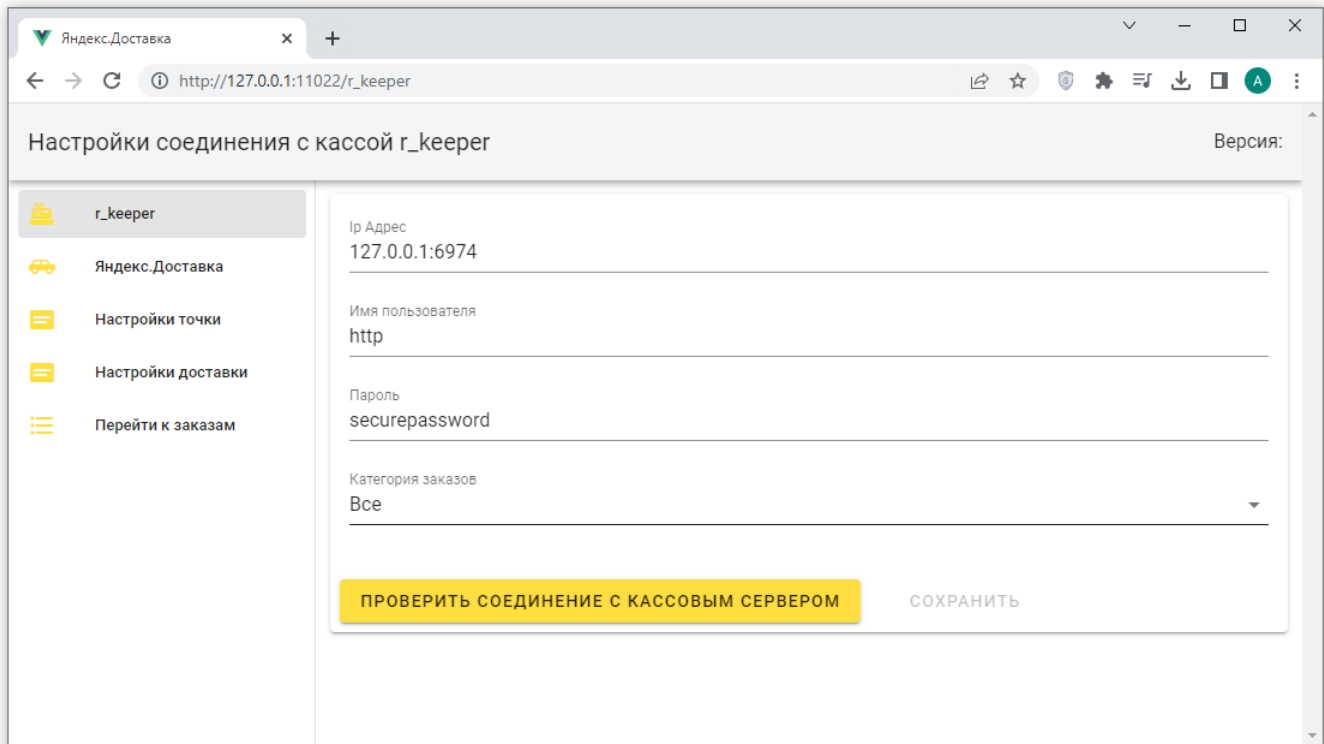 Яндекс.Доставка
http://127.0.0.1:11022/r_keeper
A
Настройки соединения с кассой r_keeper
Версия:
r_keeper
Яндекс.Доставка
Настройки точки
Настройки доставки
Перейти к заказам
Ip Адрес
127.0.0.1:6974
Имя пользователя
http
Пароль
securepassword
Категория заказов
Все
ПРОВЕРИТЬ СОЕДИНЕНИЕ С КАССОВЫМ СЕРВЕРОМ
СОХРАНИТЬ